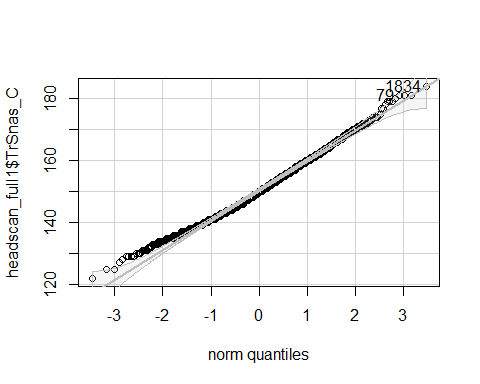 headscan_full1$TrSnas_C
180
160
140
120
1834
79
-3 -2 -1 0 1 2 3
norm quantiles